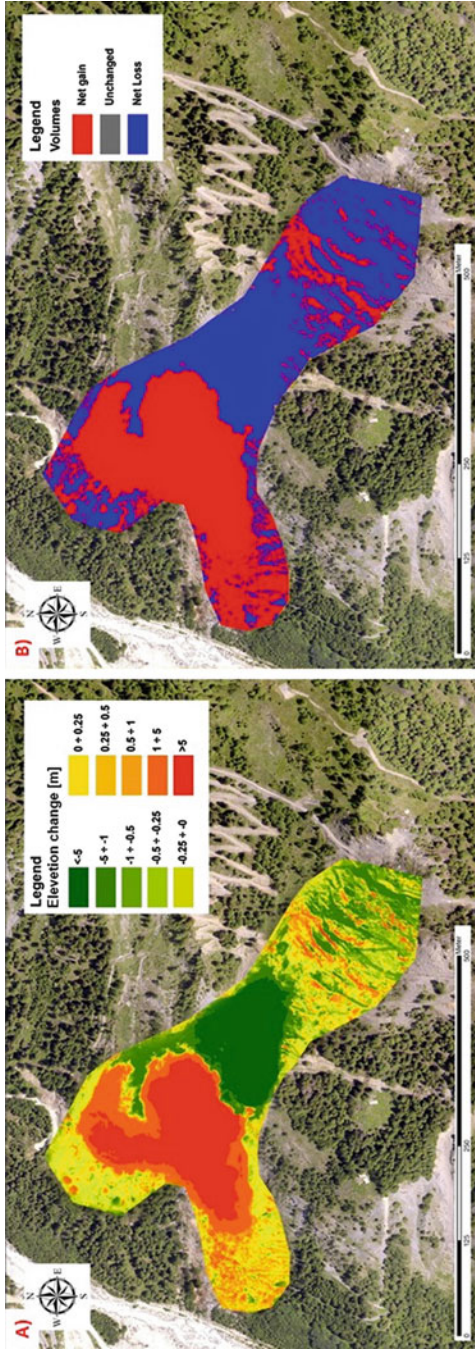 A)
N
W E
S
Legend
Elevetion change [m]
<-5
-5 ÷ -1
-1 ÷ -0.5
-0.5 ÷ -0.25
-0.25 ÷ -0
0 ÷ 0.25
0.25 ÷ 0.5
0.5 ÷ 1
1 ÷ 5
>5
0 125 250 500
Meter
B)
N
W E
S
Legend
Volumes
Net gain
Unchanged
Net Loss
0 125 250 500
Meter